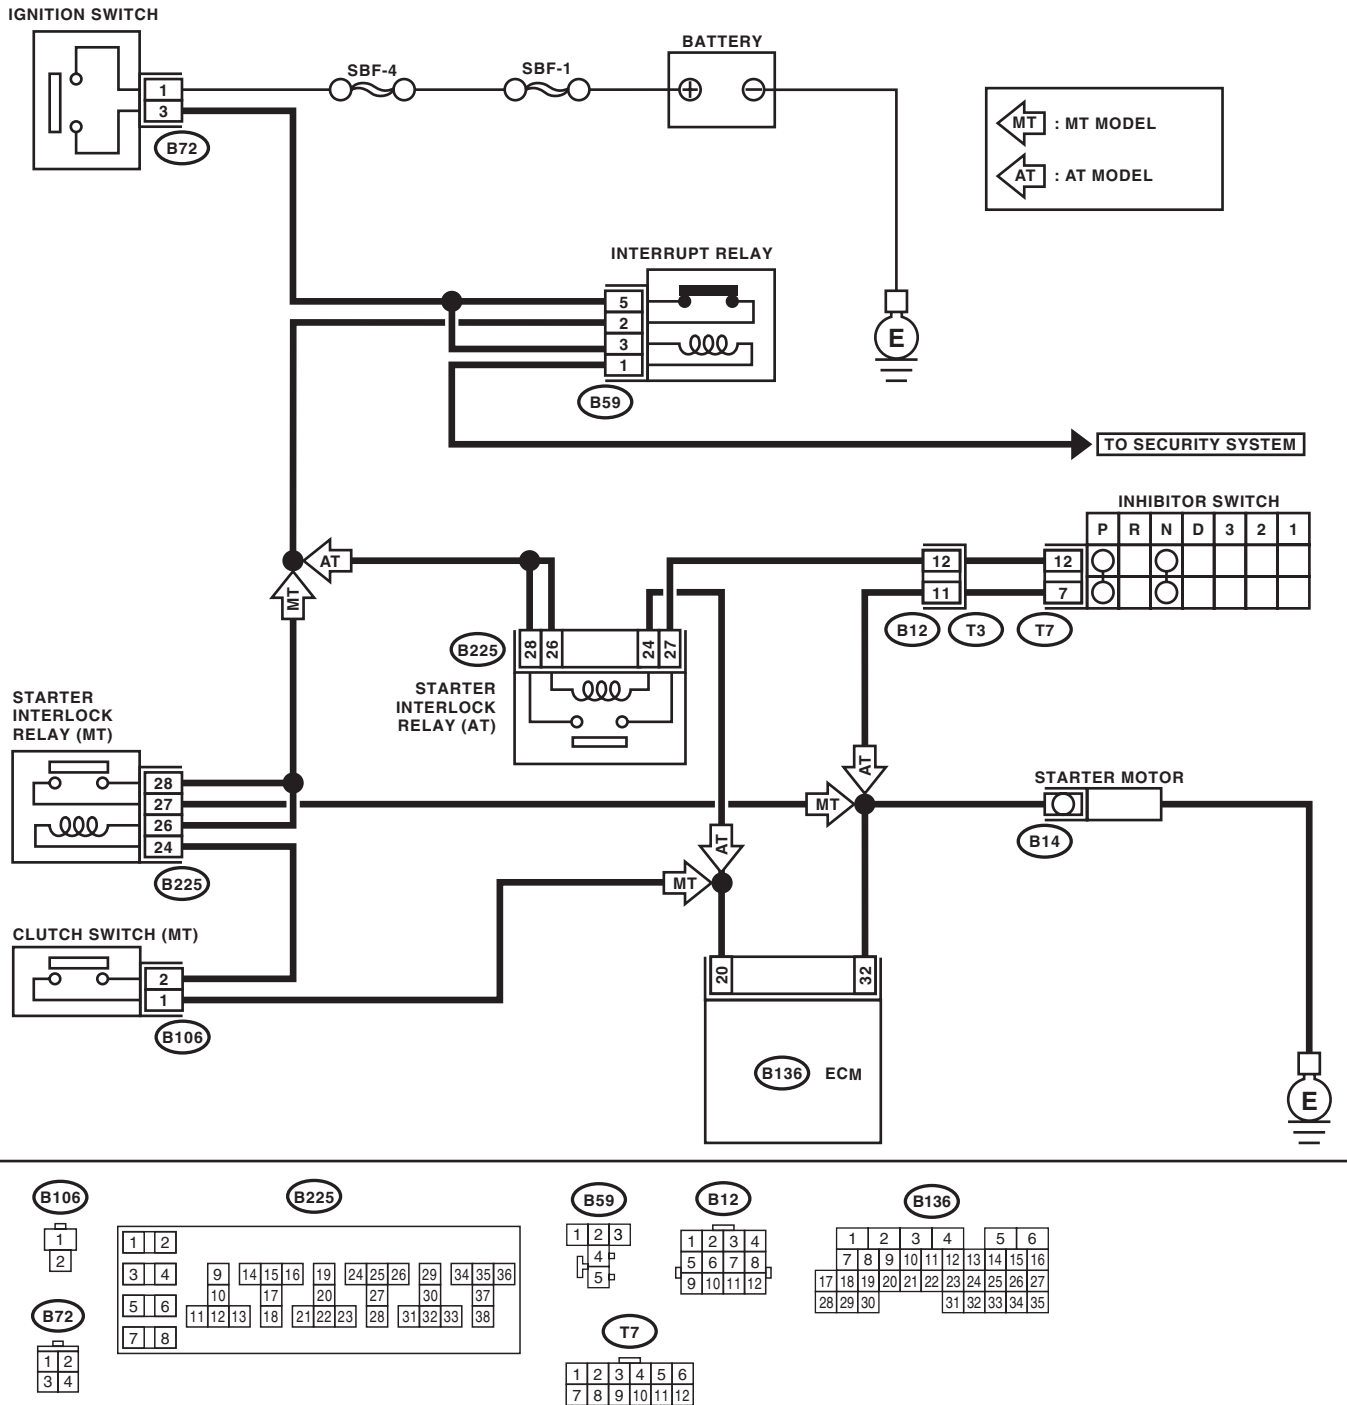 IGNITION SWITCH
BATTERY
SBF-4
SBF-1
1
3
B72
+
−
MT : MT MODEL
AT : AT MODEL
INTERRUPT RELAY
5
2
3
1
B59
E
TO SECURITY SYSTEM
INHIBITOR SWITCH
P R N D 3 2 1
AT
MT
12
11
12
7
B12
T3
T7
B225
28 26 24 27
STARTER
INTERLOCK
RELAY (AT)
STARTER
INTERLOCK
RELAY (MT)
28
27
26
24
B225
AT
MT
STARTER MOTOR
B14
AT
MT
CLUTCH SWITCH (MT)
2
1
B106
20
32
B136 ECM
E
B106
1
2
B72
1 2
3 4
B225
1 2
3 4
5 6
7 8
9 14 15 16 19 24 25 26 29 34 35 36
10 17 20 27 30 37
11 12 13 18 21 22 23 28 31 32 33 38
B59
1 2 3
4
5
B12
1 2 3 4
5 6 7 8
9 10 11 12
B136
1 2 3 4 5 6
7 8 9 10 11 12 13 14 15 16
17 18 19 20 21 22 23 24 25 26 27
28 29 30 31 32 33 34 35
T7
1 2 3 4 5 6
7 8 9 10 11 12